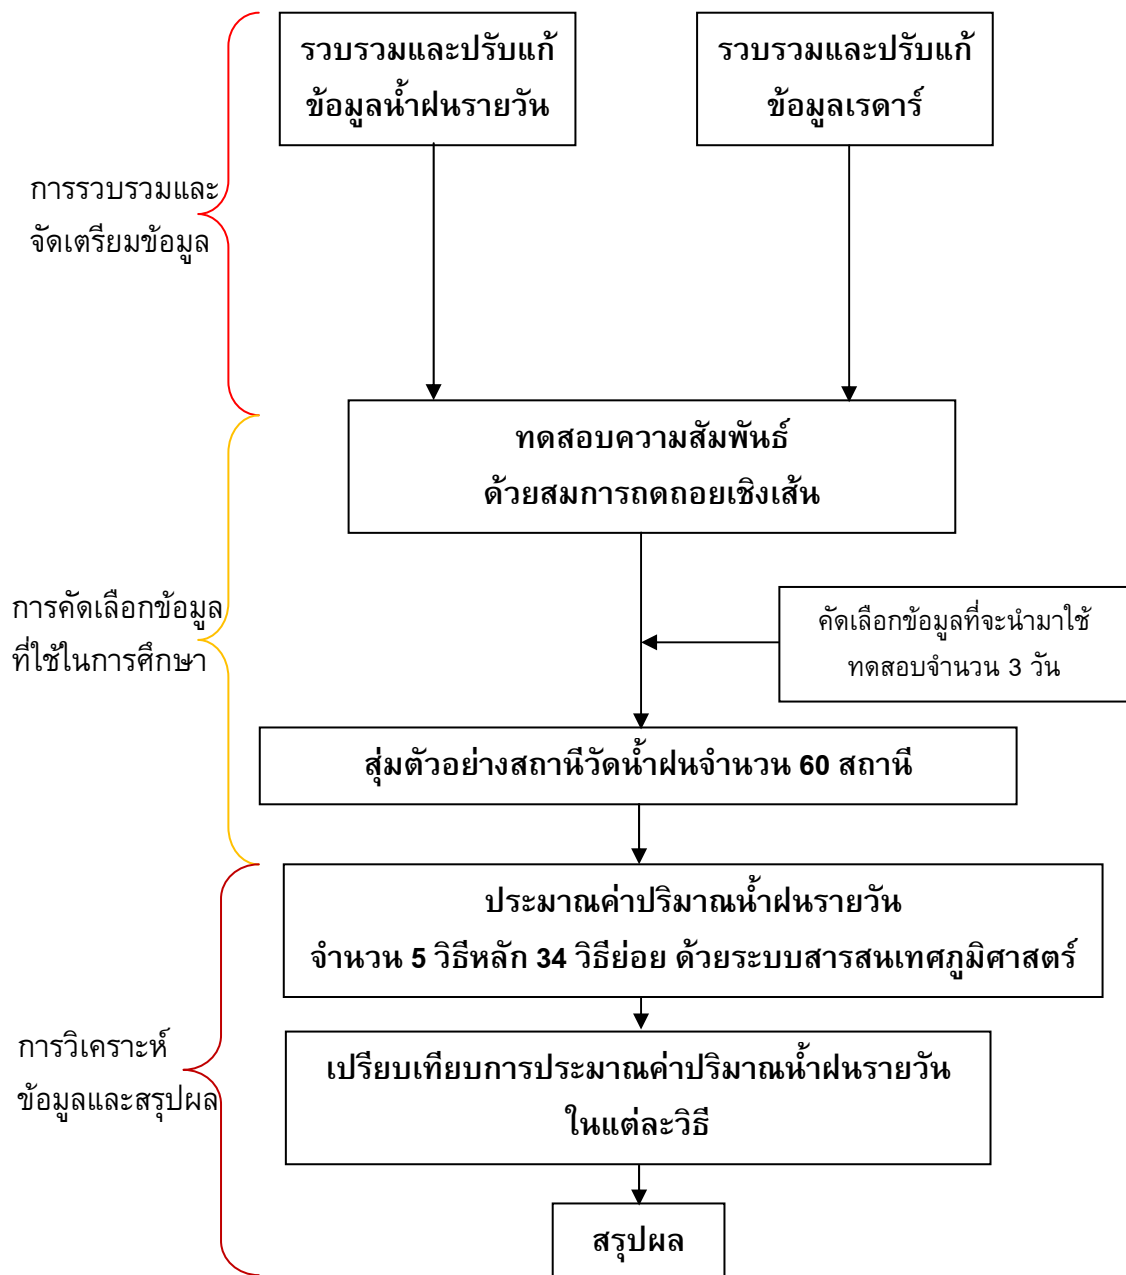 รวบรวมและปรับแก้
ข้อมูลน้ำฝนรายวัน
รวบรวมและปรับแก้
ข้อมูลเรดาร์
การรวบรวมและ
จัดเตรียมข้อมูล
ทดสอบความสัมพันธ์
ด้วยสมการถดถอยเชิงเส้น
การคัดเลือกข้อมูล
ที่ใช้ในการศึกษา
คัดเลือกข้อมูลที่จะนำมาใช้
ทดสอบจำนวน 3 วัน
สุ่มตัวอย่างสถานีวัดน้ำฝนจำนวน 60 สถานี
ประมาณค่าปริมาณน้ำฝนรายวัน
จำนวน 5 วิธีหลัก 34 วิธีย่อย ด้วยระบบสารสนเทศภูมิศาสตร์
การวิเคราะห์
ข้อมูลและสรุปผล
เปรียบเทียบการประมาณค่าปริมาณน้ำฝนรายวัน
ในแต่ละวิธี
สรุปผล